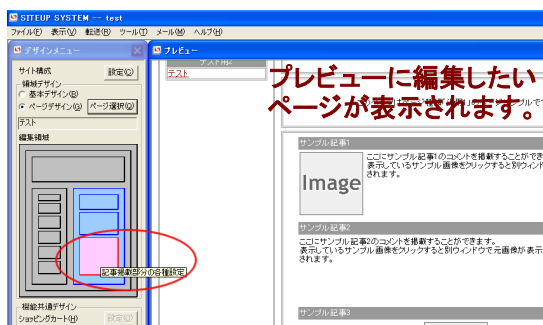 SITEUP SYSTEM -- test
ファイル(F) 表示(V) 転送(R) ツール(T) メール(M) ヘルプ(H)
デザインメニュー
サイト構成
設定(C)
領域デザイン
基本デザイン(B)
ページデザイン(G)
ページ選択(Q)
テスト
編集領域
記事掲載部分の各種設定
機能共通デザイン
ショッピングカート(H)
設定(E)
プレビュー
テスト
プレビューに編集したい
ページが表示されます。
サンプル記事1
Image
ここにサンプル記事1のコメントを掲載することができ
表示しているサンプル画像をクリックすると別ウィンド
されます。
サンプル記事2
ここにサンプル記事2のコメントを掲載することができます。
表示しているサンプル画像をクリックすると別ウィンドウで元画像が表示
されます。
サンプル記事3